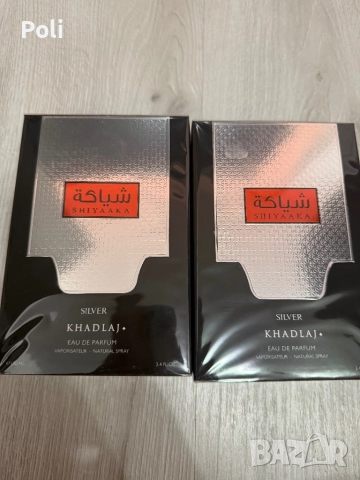 Poli
شياكة
SHIYAAKA
SILVER
KHADLAJ
EAU DE PARFUM
VAPORISATEUR - NATURAL SPRAY
شياكة
SHIYAAKA
SILVER
KHADLAJ
EAU DE PARFUM
VAPORISATEUR - NATURAL SPRAY
BAZAR